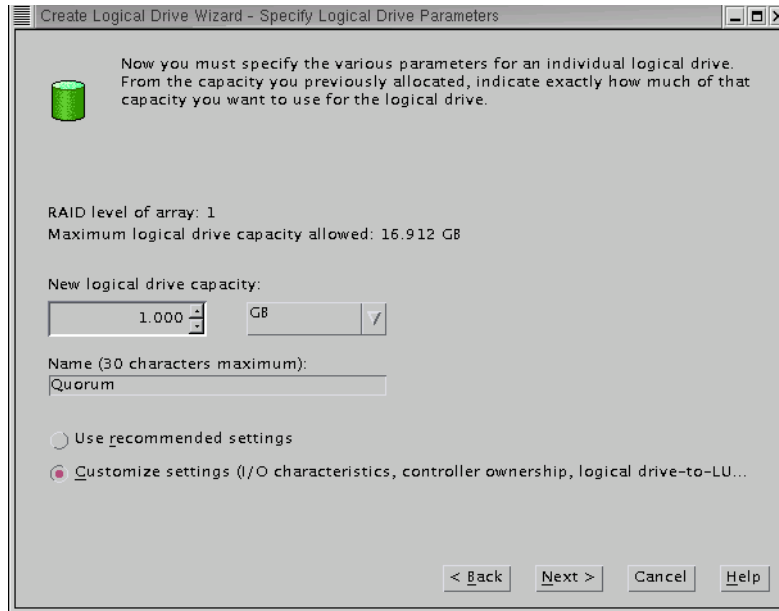 Create Logical Drive Wizard - Specify Logical Drive Parameters
Now you must specify the various parameters for an individual logical drive.
From the capacity you previously allocated, indicate exactly how much of that
capacity you want to use for the logical drive.
RAID level of array: 1
Maximum logical drive capacity allowed: 16.912 GB
New logical drive capacity:
1.000 GB
Name (30 characters maximum):
Quorum
Use recommended settings
Customize settings (I/O characteristics, controller ownership, logical drive-to-LU...
< Back Next > Cancel Help